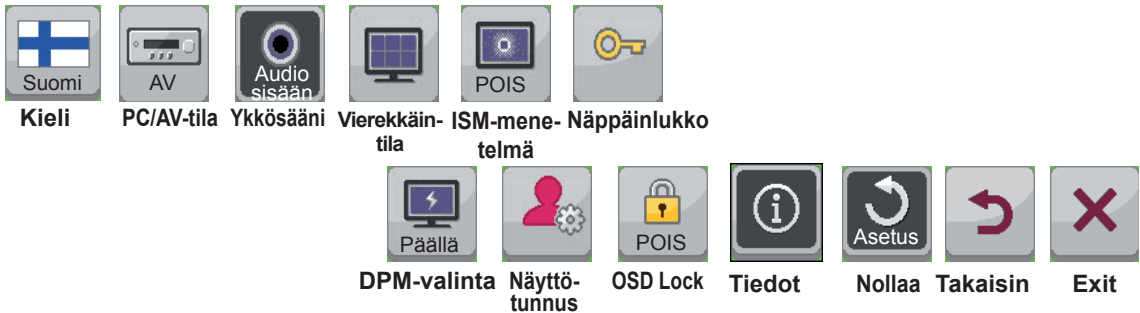 Suomi
AV
Audio
sisään
POIS
Kieli
PC/AV-tila
Ykkösääni
Vierekkäin-
tila
ISM-mene-
telmä
Näppäinlukko
Päällä
POIS
Asetus
DPM-valinta
Näyttö-
tunnus
OSD Lock
Tiedot
Nollaa
Takaisin
Exit